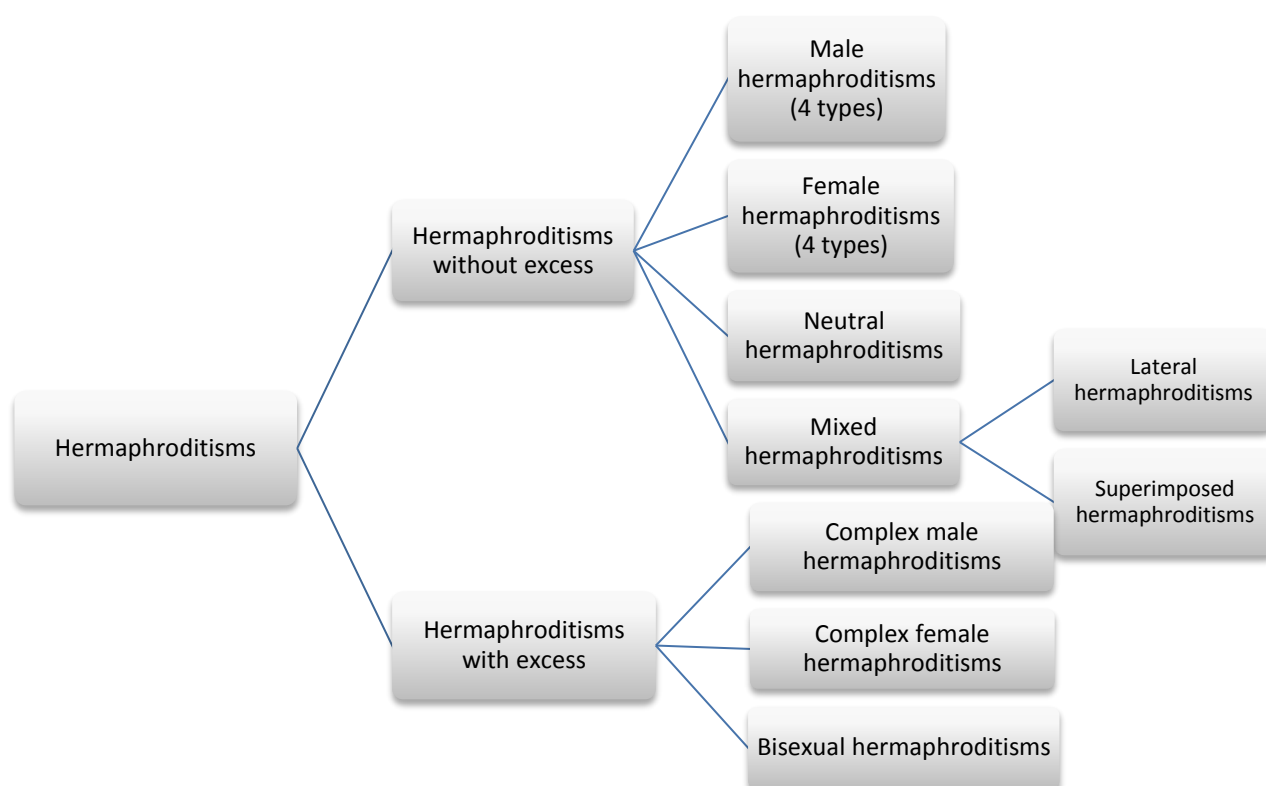 Hermaphroditisms
Hermaphroditisms
without excess
Male
hermaphroditisms
(4 types)
Female
hermaphroditisms
(4 types)
Neutral
hermaphroditisms
Mixed
hermaphroditisms
Lateral
hermaphroditisms
Superimposed
hermaphroditisms
Hermaphroditisms
with excess
Complex male
hermaphroditisms
Complex female
hermaphroditisms
Bisexual hermaphroditisms